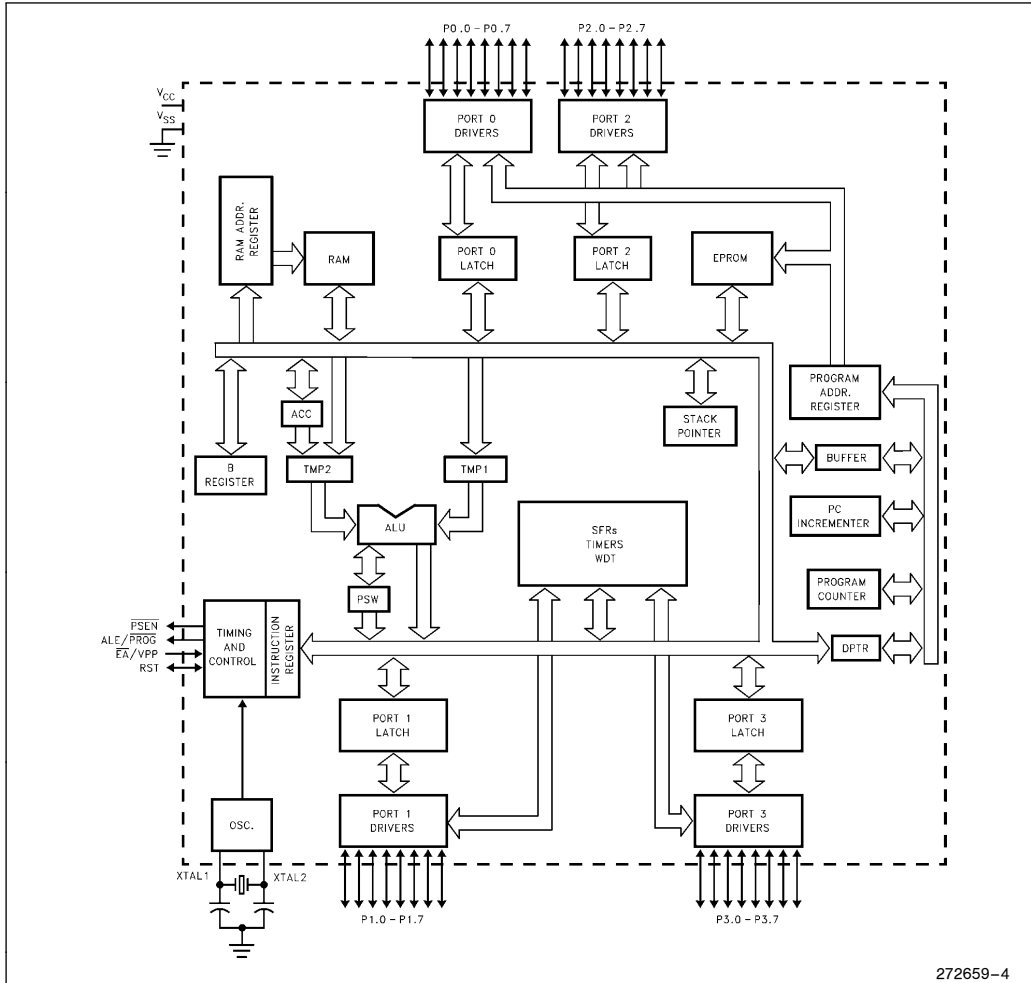 P0.0 – P0.7
P2.0 – P2.7
VCC
VSS
PORT 0
DRIVERS
PORT 2
DRIVERS
RAM ADDR.
REGISTER
RAM
PORT 0
LATCH
PORT 2
LATCH
EPROM
PROGRAM
ADDR.
REGISTER
ACC
STACK
POINTER
B
REGISTER
TMP2
TMP1
BUFFER
ALU
SFRs
TIMERS
WDT
PC
INCREMENTER
PSW
PROGRAM
COUNTER
PSEN
ALE/PROG
EA/VPP
RST
TIMING
AND
CONTROL
INSTRUCTION
REGISTER
DPTR
PORT 1
LATCH
PORT 3
LATCH
OSC.
PORT 1
DRIVERS
PORT 3
DRIVERS
XTAL1
XTAL2
P1.0 – P1.7
P3.0 – P3.7
272659–4